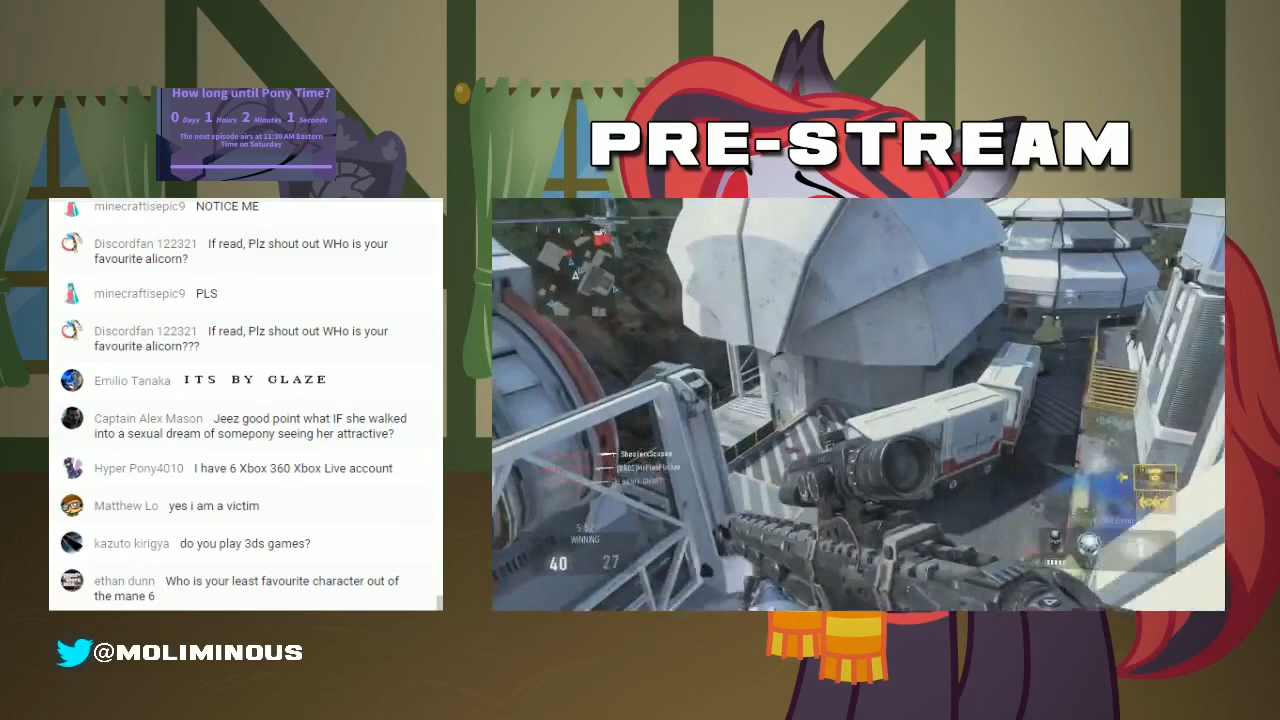 How long until Pony Time?
0 Days 1 Hours 2 Minutes 1 Seconds
The next episode airs at 11:30 AM Eastern
Time on Saturday
PRE-STREAM
minecraftisepic9 NOTICE ME
Discordfan 122321 If read, Plz shout out WHo is your
favourite alicorn?
minecraftisepic9 PLS
Discordfan 122321 If read, Plz shout out WHo is your
favourite alicorn???
Emilio Tanaka ITS BY GLAZE
Captain Alex Mason Jeez good point what IF she walked
into a sexual dream of somepony seeing her attractive?
Hyper Pony4010 I have 6 Xbox 360 Xbox Live account
Matthew Lo yes i am a victim
kazuto kirigya do you play 3ds games?
ethan dunn Who is your least favourite character out of
the mane 6
ShooterxScopes
5:52
WINNING
40 27
@MOLIMINOUS